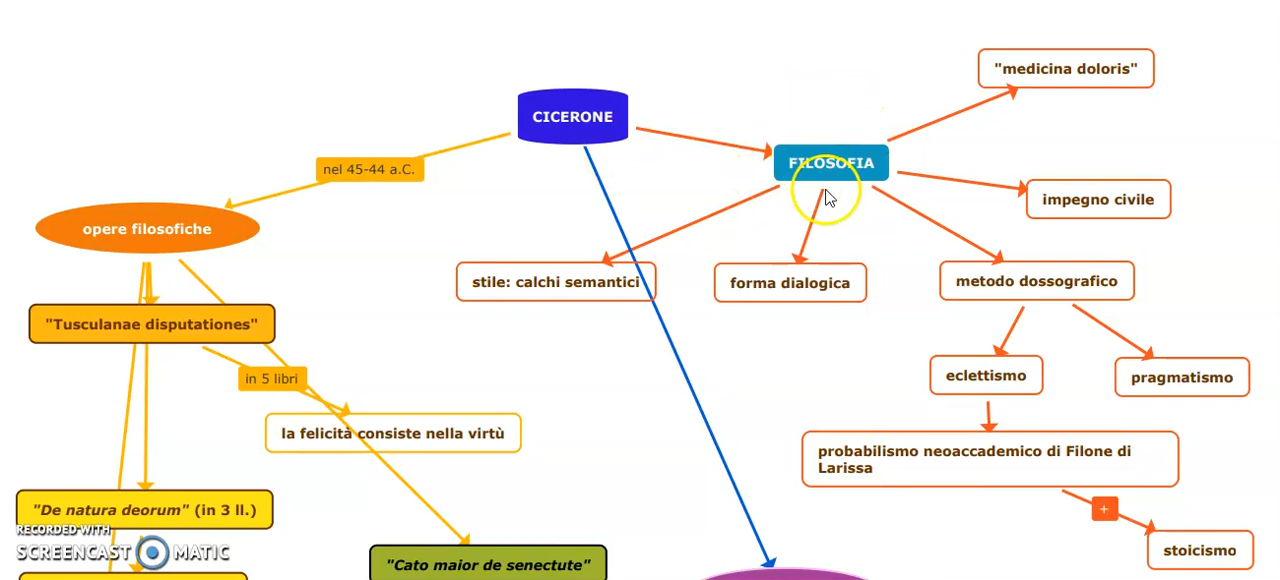 "medicina doloris"
CICERONE
FILOSOFIA
nel 45-44 a.C.
impegno civile
opere filosofiche
stile: calchi semantici
forma dialogica
metodo dossografico
"Tusculanae disputationes"
in 5 libri
eclettismo
pragmatismo
la felicità consiste nella virtù
probabilismo neoaccademico di Filone di
Larissa
"De natura deorum" (in 3 ll.)
+
RECORDED WITH
SCREENCAST MATIC
stoicismo
"Cato maior de senectute"